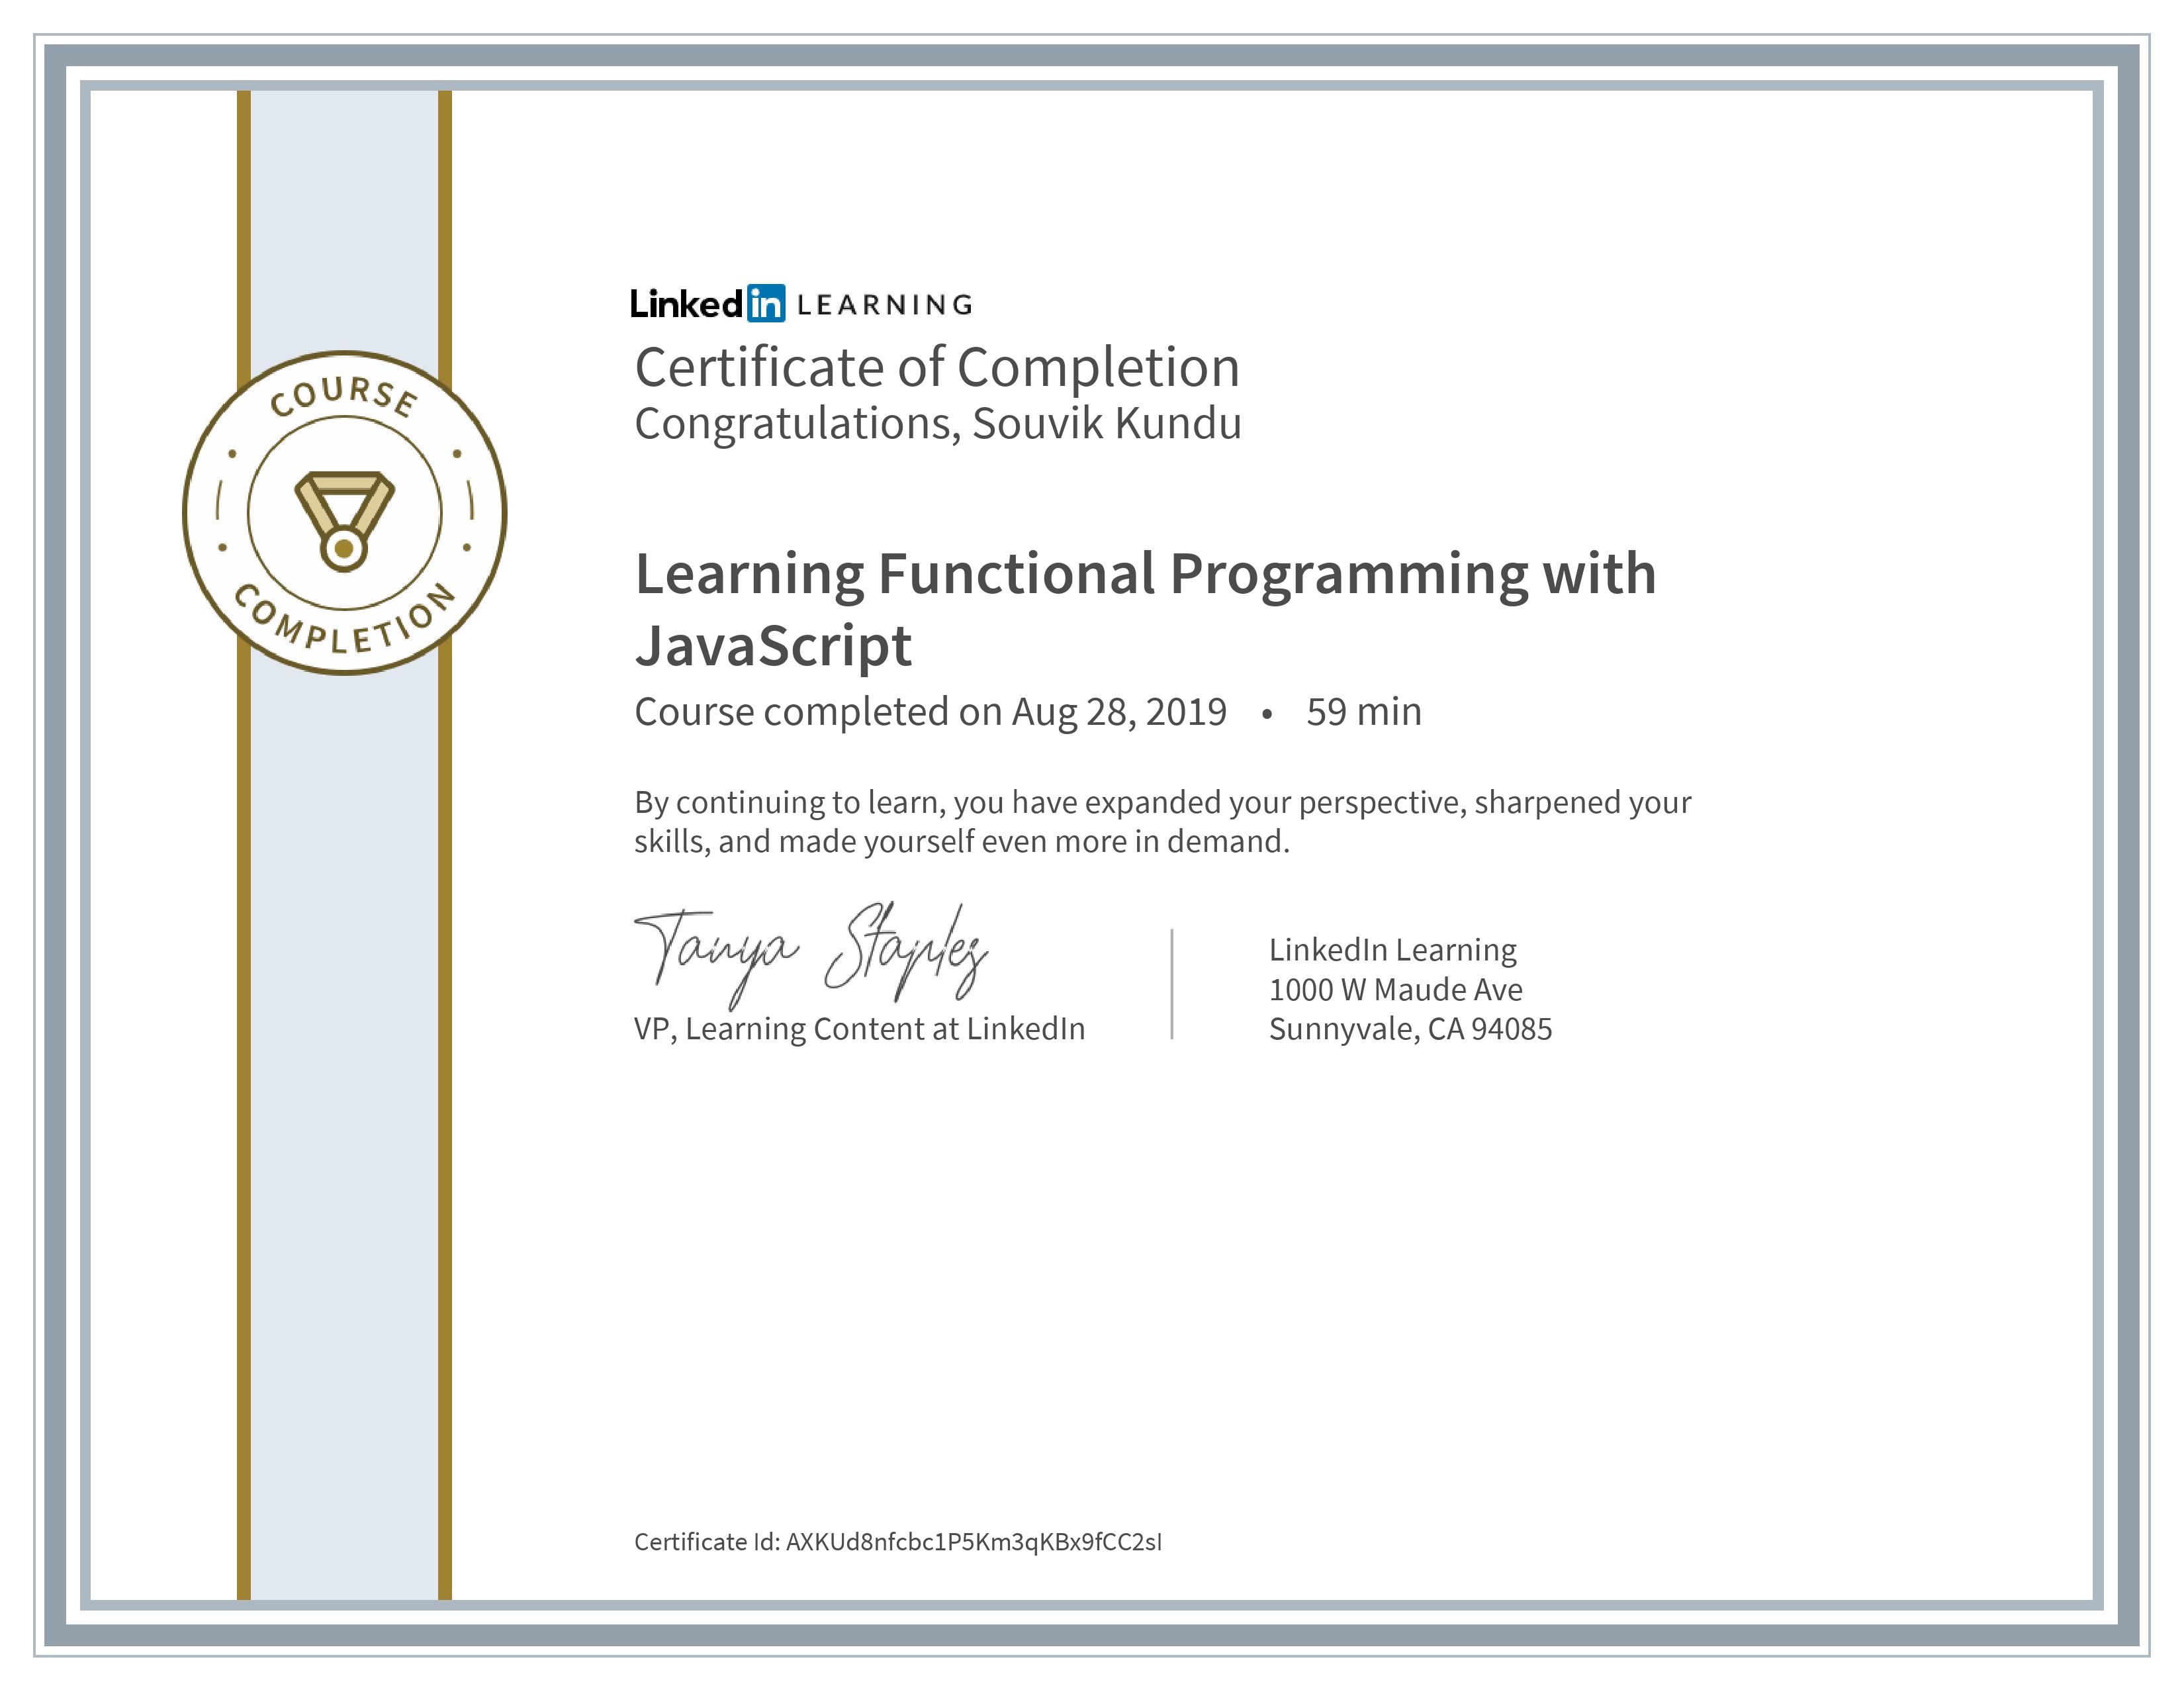 COURSE
COMPLETION
Linked in LEARNING
Certificate of Completion
Congratulations, Souvik Kundu
Learning Functional Programming with
JavaScript
Course completed on Aug 28, 2019 • 59 min
By continuing to learn, you have expanded your perspective, sharpened your
skills, and made yourself even more in demand.
Tanya Staples
VP, Learning Content at LinkedIn
LinkedIn Learning
1000 W Maude Ave
Sunnyvale, CA 94085
Certificate Id: AXKUd8nfcbc1P5Km3qKBx9fCC2sI